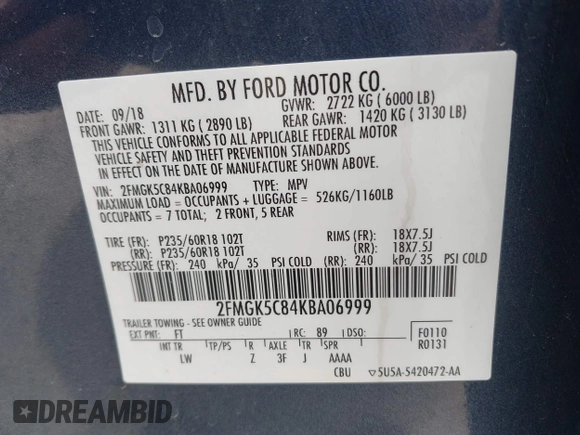 MFD. BY FORD MOTOR CO.
DATE: 09/18 GVWR: 2722 KG ( 6000 LB)
FRONT GAWR: 1311 KG ( 2890 LB) REAR GAWR: 1420 KG ( 3130 LB)
THIS VEHICLE CONFORMS TO ALL APPLICABLE FEDERAL MOTOR
VEHICLE SAFETY AND THEFT PREVENTION STANDARDS
IN EFFECT ON THE DATE OF MANUFACTURE SHOWN ABOVE.
VIN: 2FMGK5C84KBA06999 TYPE: MPV
MAXIMUM LOAD = OCCUPANTS + LUGGAGE = 526KG/1160LB
OCCUPANTS = 7 TOTAL; 2 FRONT, 5 REAR
TIRE (FR): P235/60R18 102T RIMS (FR): 18X7.5J
(RR): P235/60R18 102T (RR): 18X7.5J
PRESSURE (FR): 240 kPa/ 35 PSI COLD (RR): 240 kPa/ 35 PSI COLD
2FMGK5C84KBA06999
TRAILER TOWING - SEE OWNER GUIDE
EXT PNT: FT RC: 89 DSO: F0110
INT TR TP/PS R AXLE TR SPR R0131
LW Z 3F J AAAA
CBU ▽5USA-5420472-AA
DREAMBID